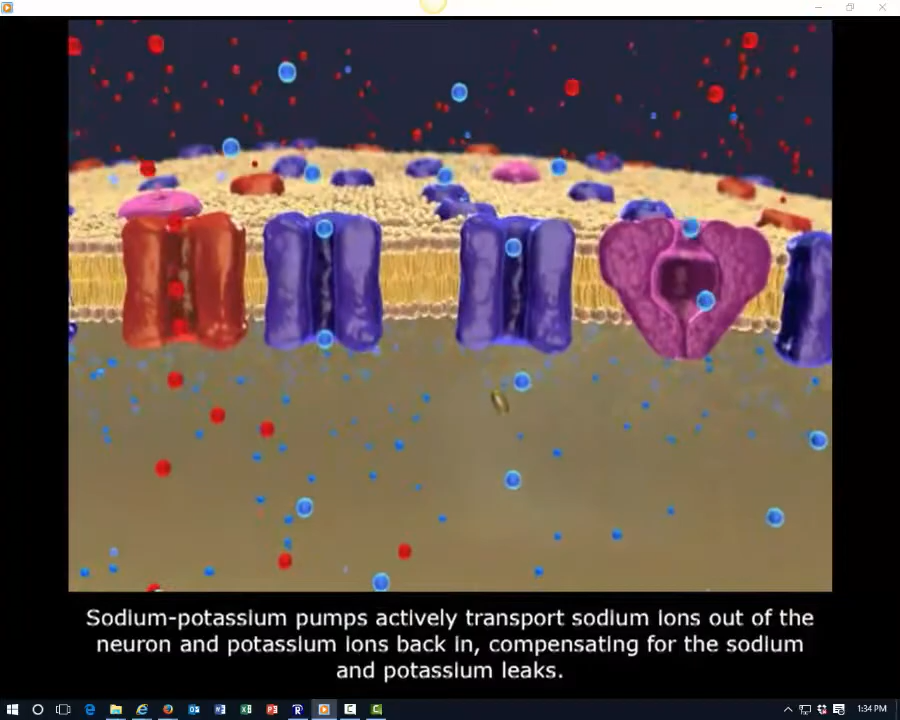 Sodium-potassium pumps actively transport sodium ions out of the
neuron and potassium ions back in, compensating for the sodium
and potassium leaks.
1:34 PM